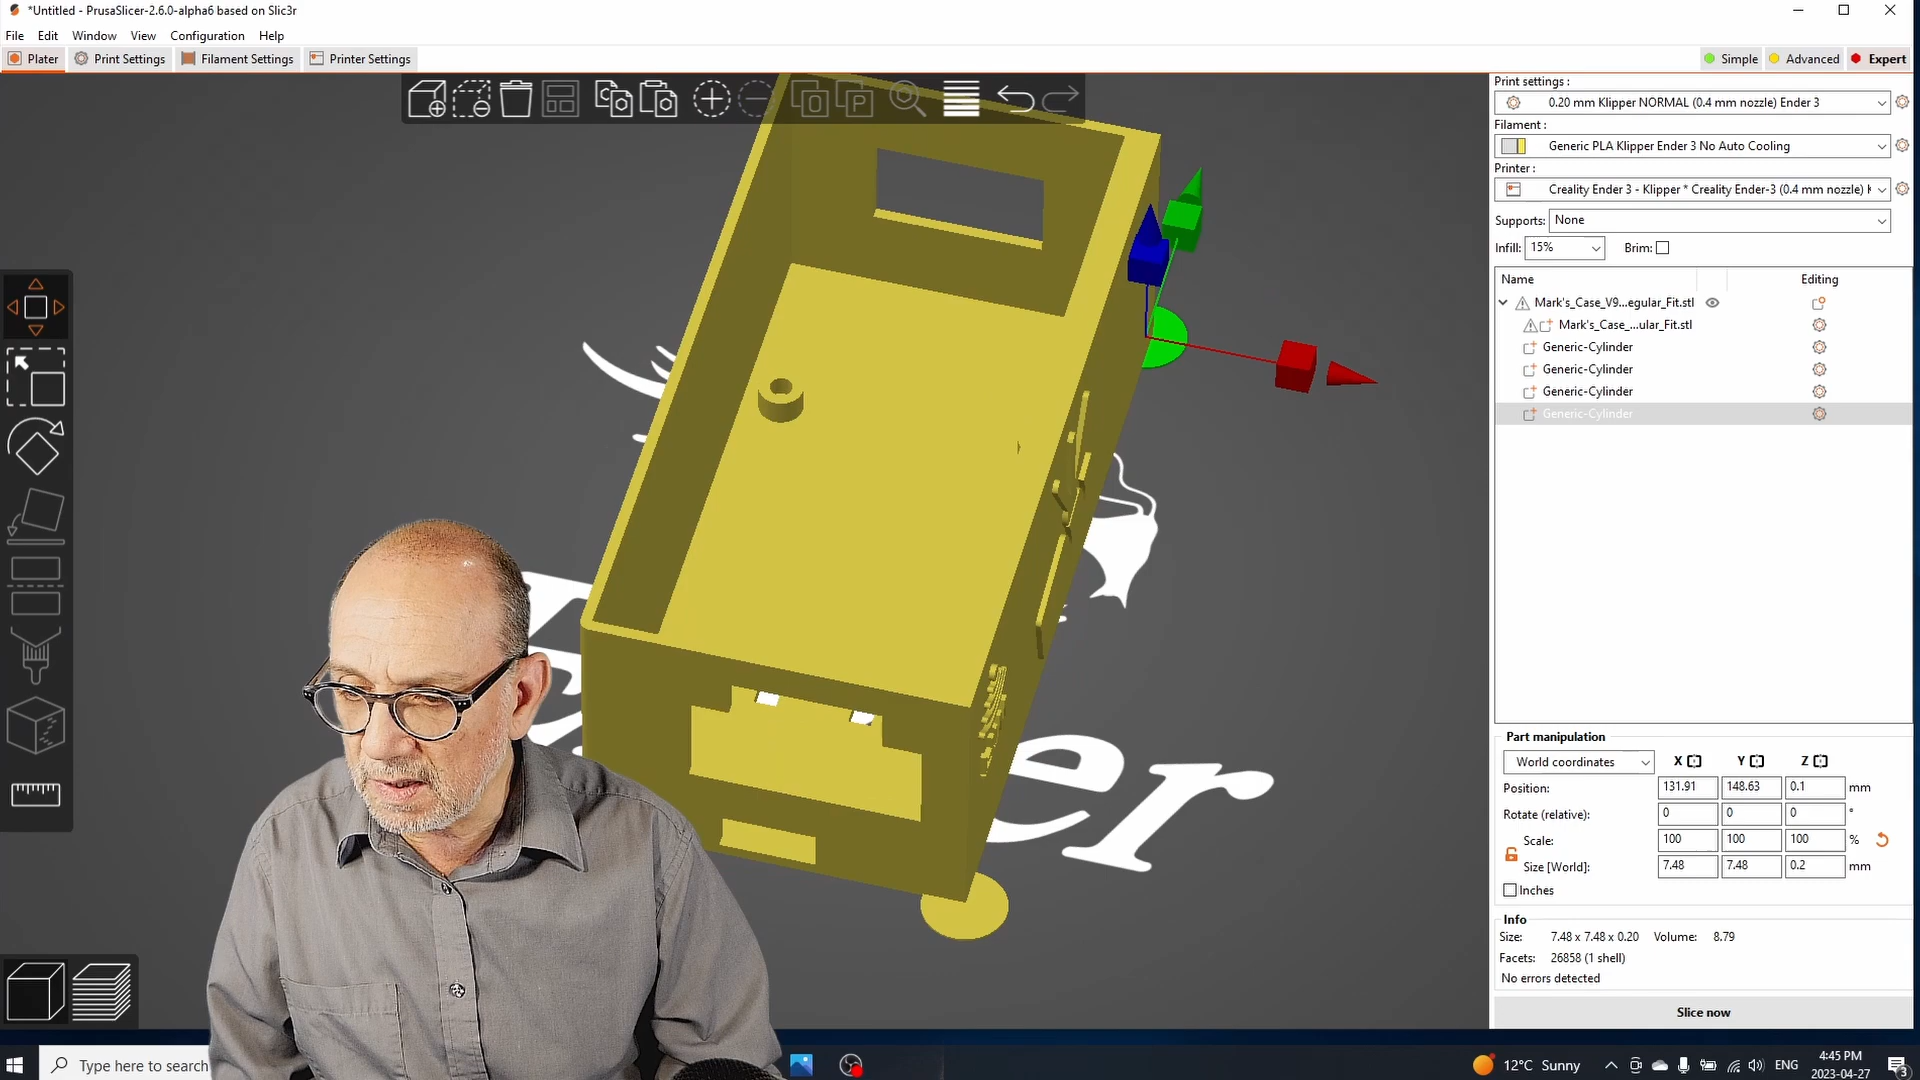 *Untitled - PrusaSlicer-2.6.0-alpha6 based on Slic3r
File Edit Window View Configuration Help
Plater Print Settings Filament Settings Printer Settings
Simple Advanced Expert
Print settings :
0.20 mm Klipper NORMAL (0.4 mm nozzle) Ender 3
Filament :
Generic PLA Klipper Ender 3 No Auto Cooling
Printer :
Creality Ender 3 - Klipper * Creality Ender-3 (0.4 mm nozzle) K
Supports: None
Infill: 15% Brim:
Name Editing
Mark's_Case_V9...egular_Fit.stl
Mark's_Case_...ular_Fit.stl
Generic-Cylinder
Generic-Cylinder
Generic-Cylinder
Generic-Cylinder
Part manipulation
World coordinates X Y Z
Position: 131.91 148.63 0.1 mm
Rotate (relative): 0 0 0 °
Scale: 100 100 100 %
Size [World]: 7.48 7.48 0.2 mm
Inches
Info
Size: 7.48 x 7.48 x 0.20 Volume: 8.79
Facets: 26858 (1 shell)
No errors detected
Slice now
er
Type here to search
12°C Sunny
ENG
4:45 PM
2023-04-27
3